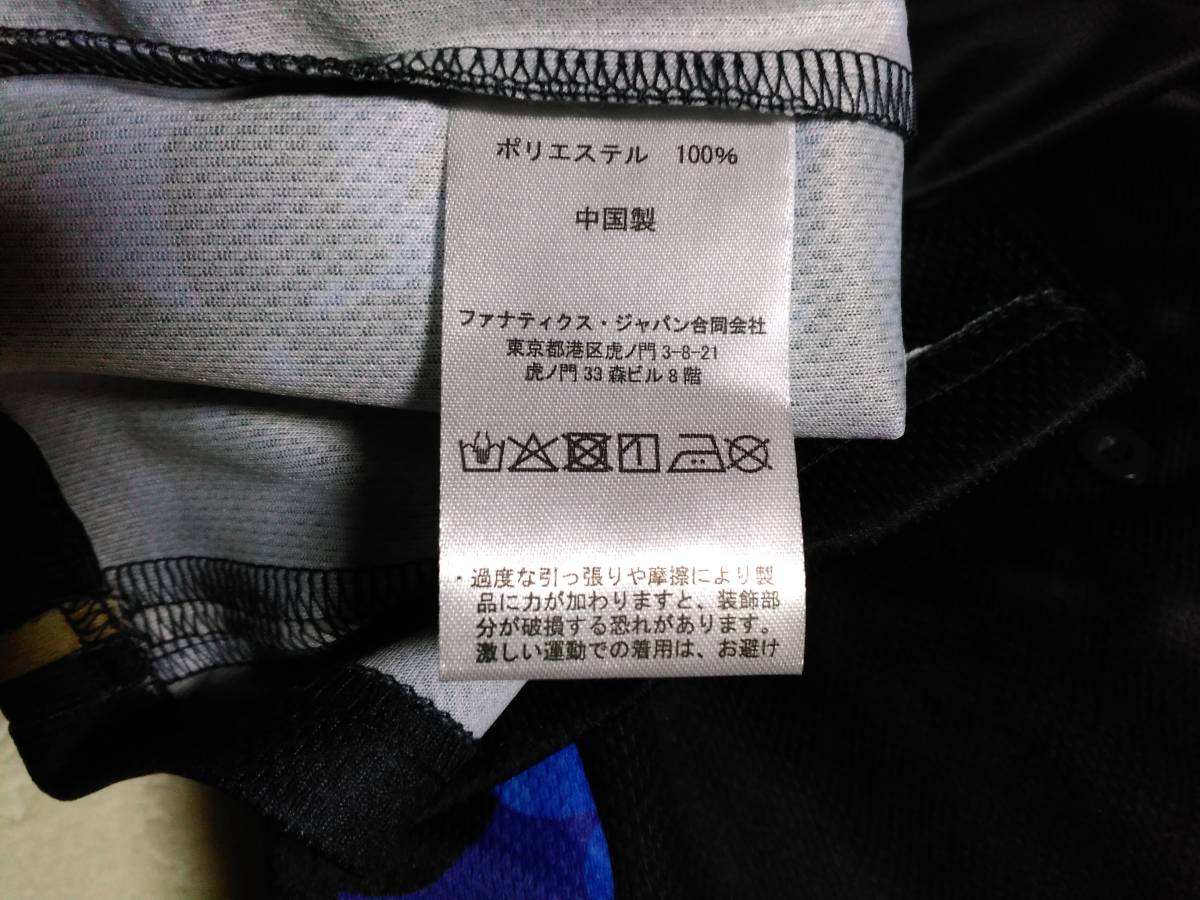 ポリエステル 100%
中国製
ファナティクス・ジャパン合同会社
東京都港区虎ノ門3-8-21
虎ノ門33森ビル8階
・過度な引っ張りや摩擦により製
品に力が加わりますと、装飾部
分が破損する恐れがあります。
激しい運動での着用は、お避け